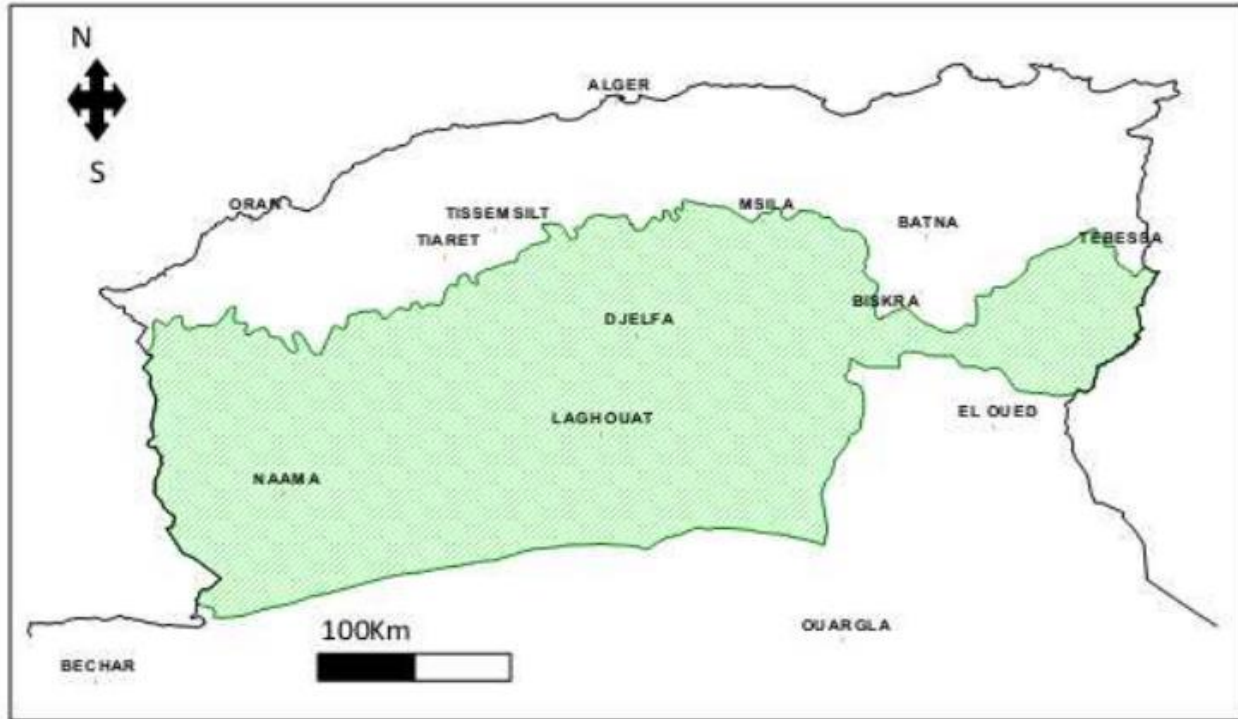 N
S
ALGER
ORAN
TISSEMSILT
MSILA
TIARET
BATNA
TEBESSA
BISKRA
DJELFA
LAGHOUAT
EL OUED
NAAMA
OUARGLA
100Km
BECHAR